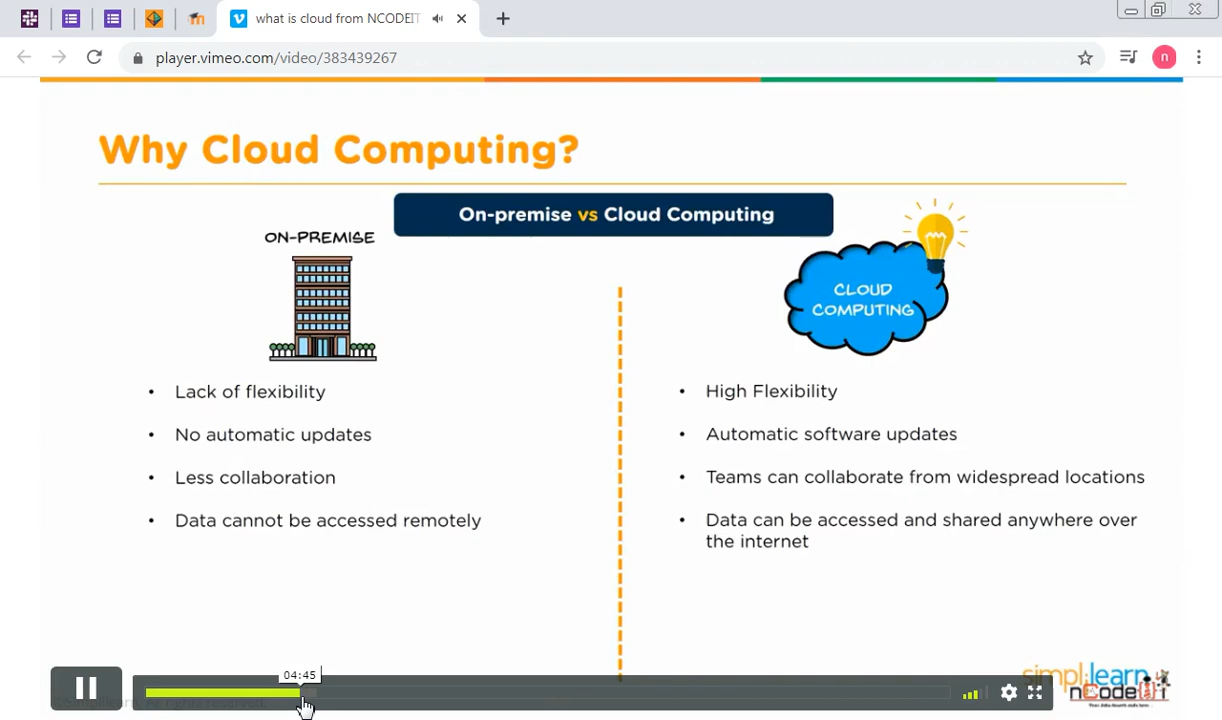 what is cloud from NCODEIT
player.vimeo.com/video/383439267
n
Why Cloud Computing?
On-premise vs Cloud Computing
ON-PREMISE
CLOUD
COMPUTING
• Lack of flexibility
• No automatic updates
• Less collaboration
• Data cannot be accessed remotely
• High Flexibility
• Automatic software updates
• Teams can collaborate from widespread locations
• Data can be accessed and shared anywhere over
the internet
04:45
simplilearn
All rights reserved.